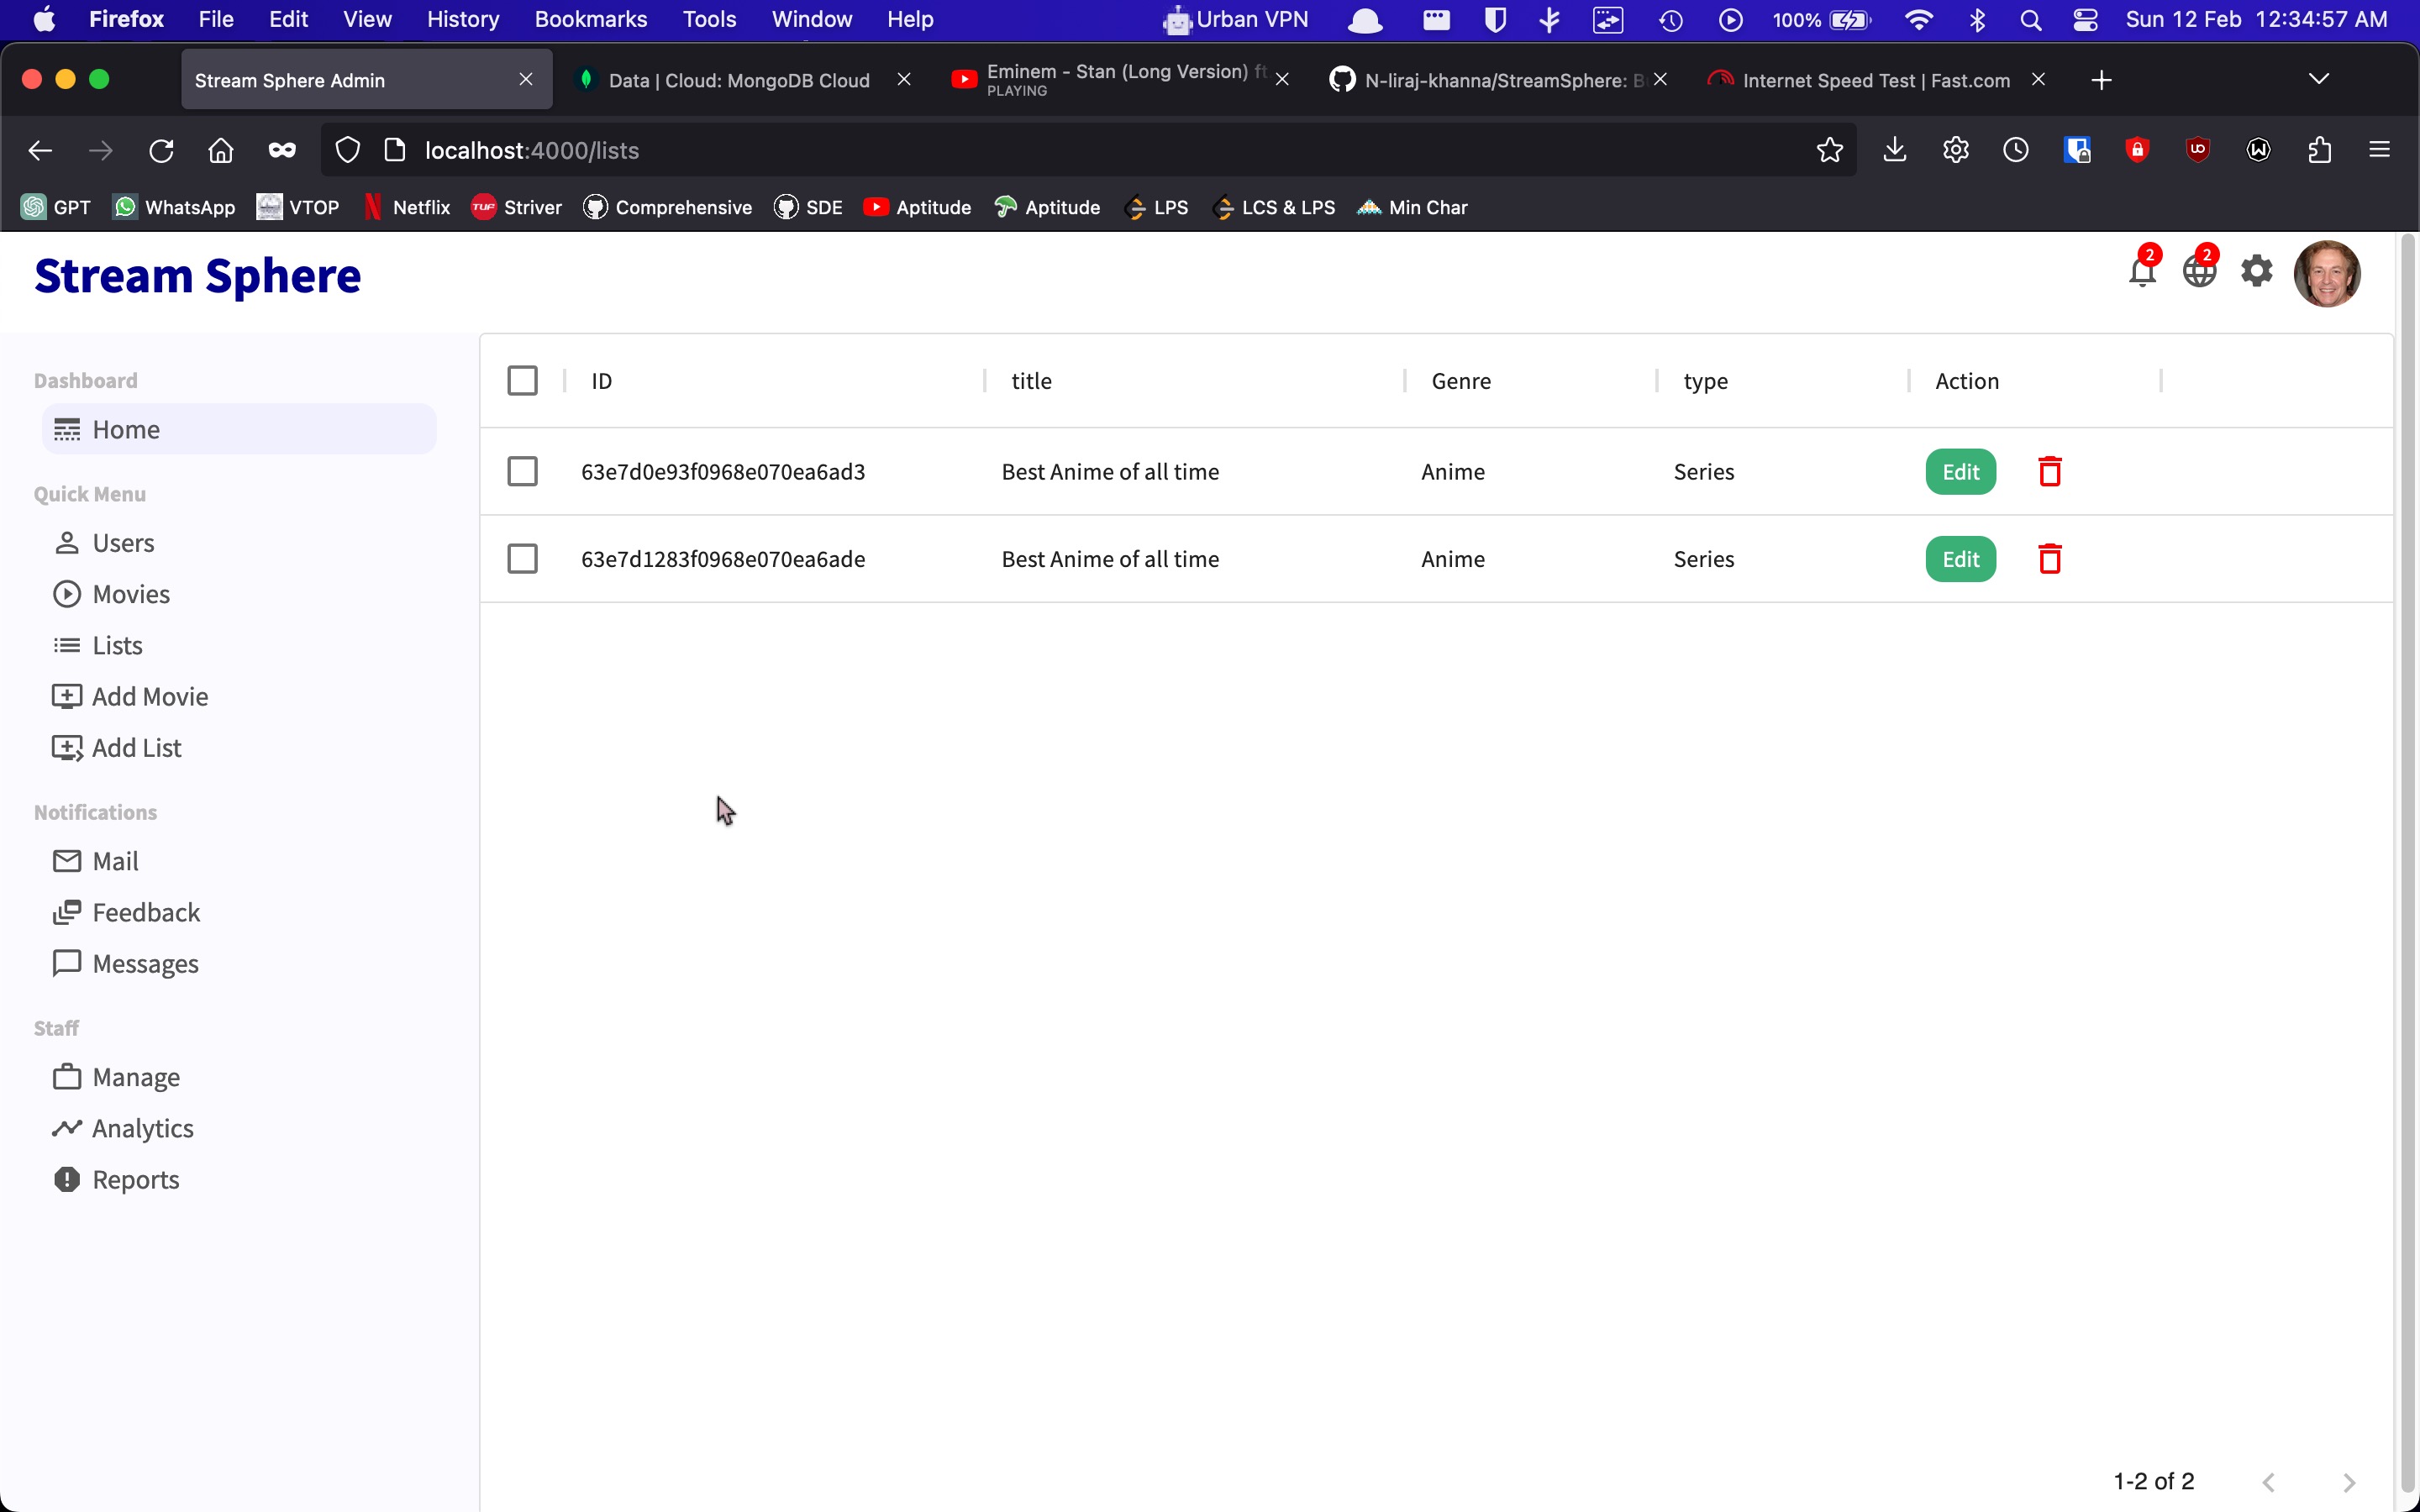 Firefox File Edit View History Bookmarks Tools Window Help Urban VPN 100% Sun 12 Feb 12:34:57 AM
Stream Sphere Admin Data | Cloud: MongoDB Cloud Eminem - Stan (Long Version) ft N-liraj-khanna/StreamSphere: Internet Speed Test | Fast.com
PLAYING
localhost:4000/lists
GPT WhatsApp VTOP Netflix TUF Striver Comprehensive SDE Aptitude Aptitude LPS LCS & LPS Min Char
Stream Sphere 2 2
Dashboard
Home
Quick Menu
Users
Movies
Lists
Add Movie
Add List
Notifications
Mail
Feedback
Messages
Staff
Manage
Analytics
Reports
ID title Genre type Action
63e7d0e93f0968e070ea6ad3 Best Anime of all time Anime Series Edit
63e7d1283f0968e070ea6ade Best Anime of all time Anime Series Edit
1-2 of 2